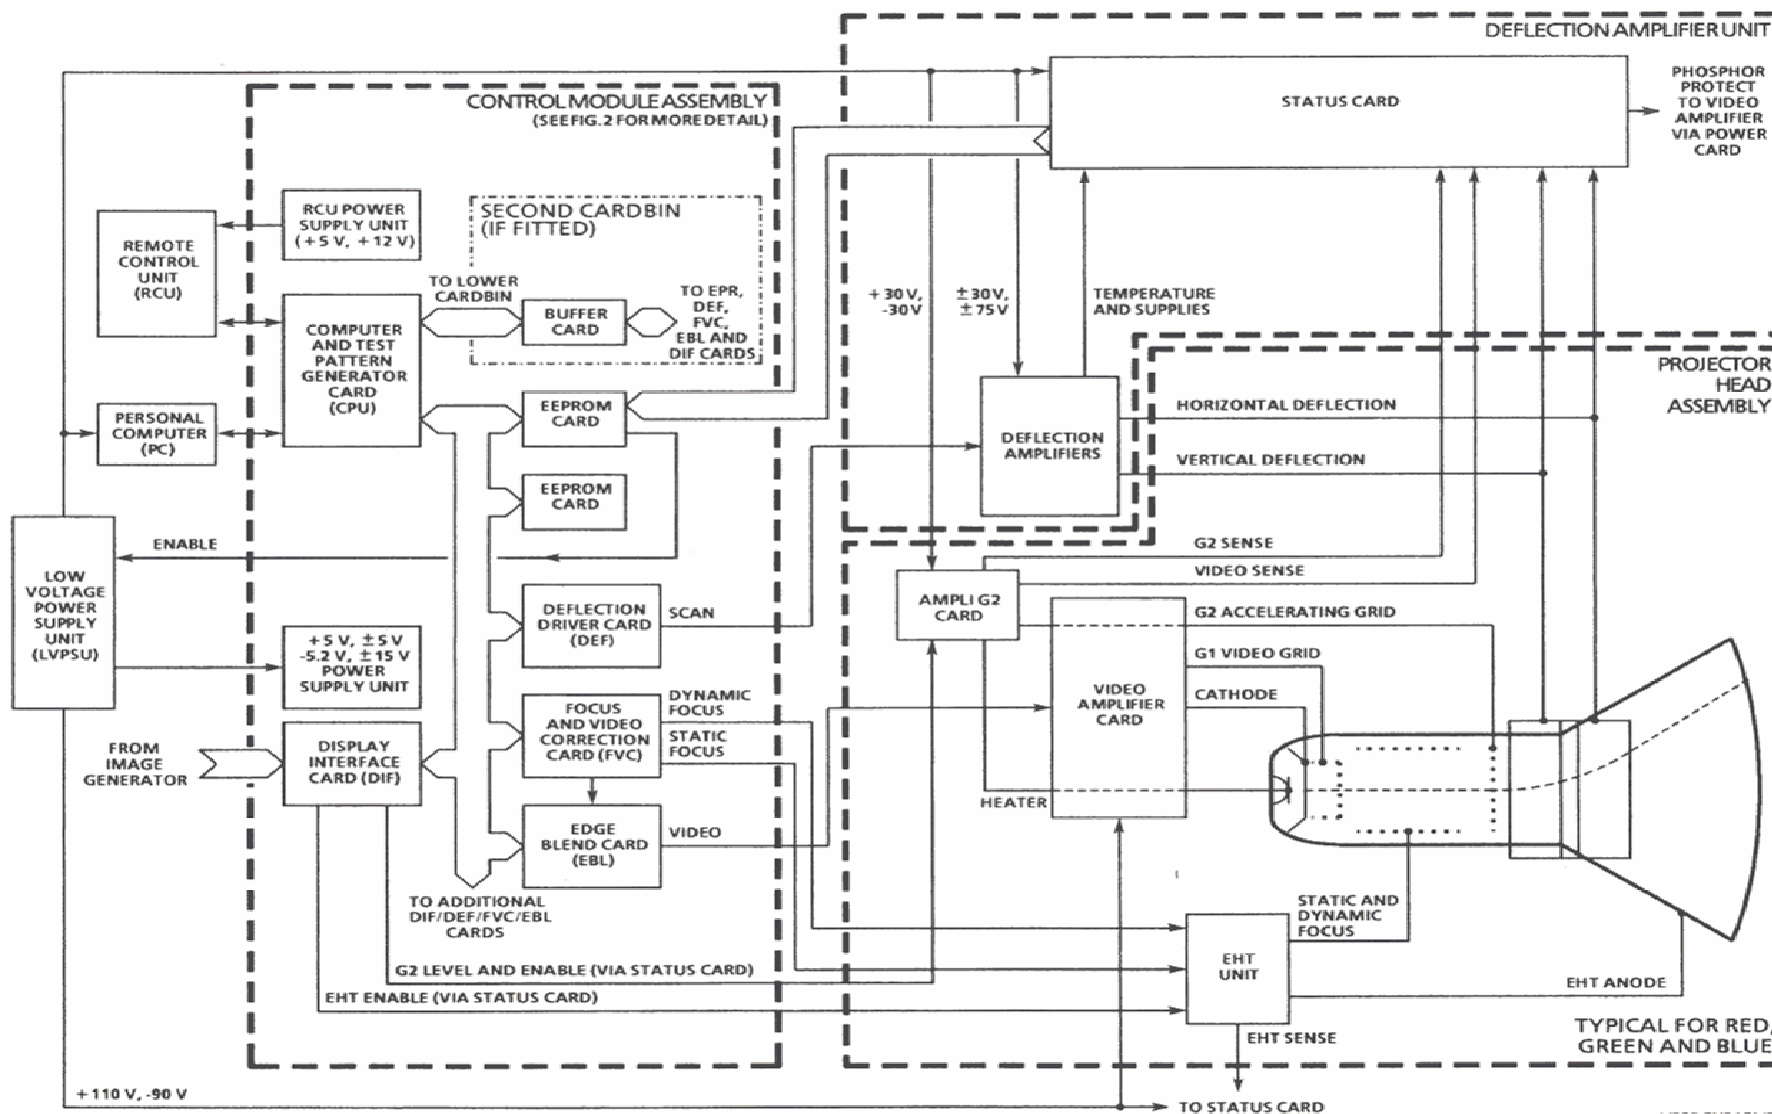 DEFLECTION AMPLIFIER UNIT
CONTROL MODULE ASSEMBLY
(SEE FIG. 2 FOR MORE DETAIL)
STATUS CARD
PHOSPHOR
PROTECT
TO VIDEO
AMPLIFIER
VIA POWER
CARD
RCU POWER
SUPPLY UNIT
(+5 V, +12 V)
SECOND CARDBIN
(IF FITTED)
REMOTE
CONTROL
UNIT
(RCU)
TO LOWER
CARDBIN
BUFFER
CARD
TO EPR,
DEF,
FVC,
EBL AND
DIF CARDS
+30 V,
-30 V
±30 V,
±75 V
TEMPERATURE
AND SUPPLIES
COMPUTER
AND TEST
PATTERN
GENERATOR
CARD
(CPU)
PROJECTOR
HEAD
ASSEMBLY
PERSONAL
COMPUTER
(PC)
EEPROM
CARD
HORIZONTAL DEFLECTION
DEFLECTION
AMPLIFIERS
VERTICAL DEFLECTION
EEPROM
CARD
ENABLE
G2 SENSE
VIDEO SENSE
LOW
VOLTAGE
POWER
SUPPLY
UNIT
(LVPSU)
DEFLECTION
DRIVER CARD
(DEF)
SCAN
AMPLI G2
CARD
G2 ACCELERATING GRID
+5 V, ±5 V
-5.2 V, ±15 V
POWER
SUPPLY UNIT
G1 VIDEO GRID
CATHODE
VIDEO
AMPLIFIER
CARD
FOCUS
AND VIDEO
CORRECTION
CARD (FVC)
DYNAMIC
FOCUS
STATIC
FOCUS
FROM
IMAGE
GENERATOR
DISPLAY
INTERFACE
CARD (DIF)
HEATER
EDGE
BLEND CARD
(EBL)
VIDEO
TO ADDITIONAL
DIF/DEF/FVC/EBL
CARDS
STATIC AND
DYNAMIC
FOCUS
G2 LEVEL AND ENABLE (VIA STATUS CARD)
EHT
UNIT
EHT ANODE
EHT ENABLE (VIA STATUS CARD)
EHT SENSE
TYPICAL FOR RED,
GREEN AND BLUE
+110 V, -90 V
TO STATUS CARD